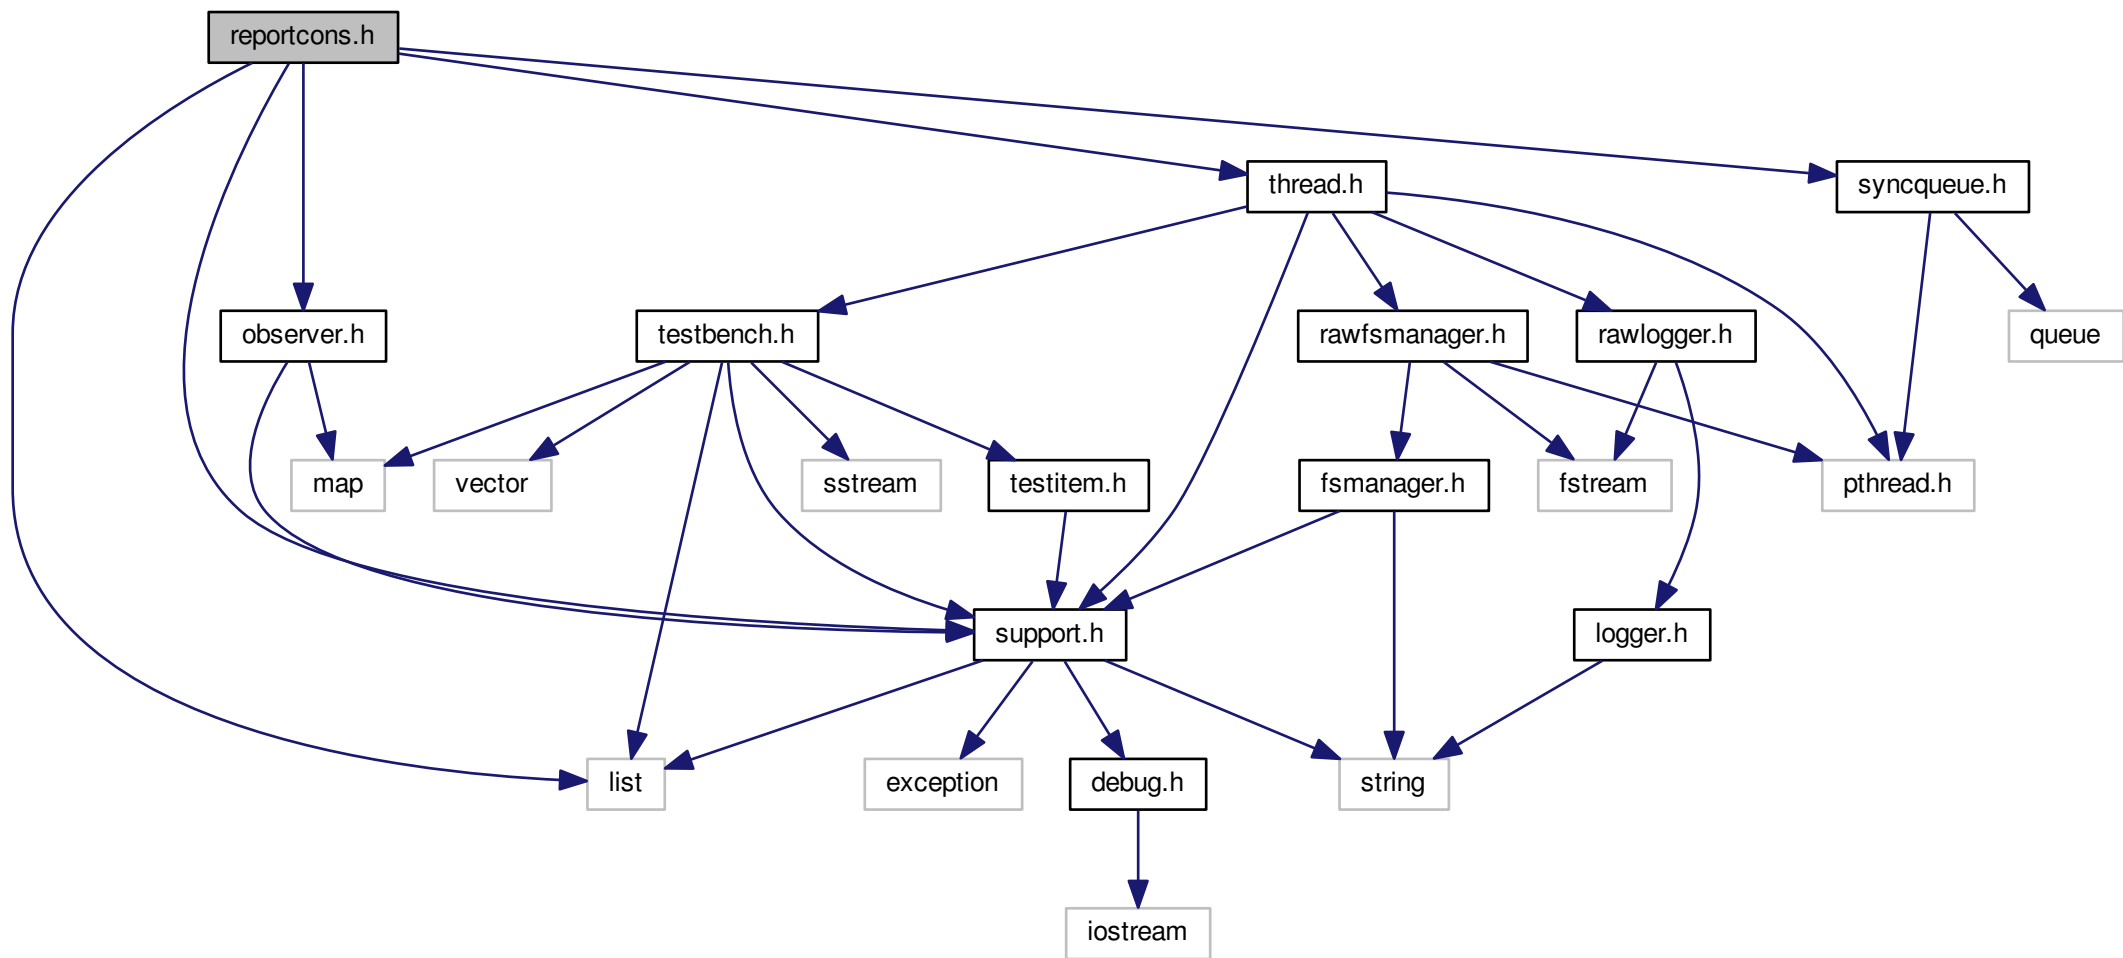 reportcons.h
thread.h
syncqueue.h
observer.h
testbench.h
rawfsmanager.h
rawlogger.h
queue
map
vector
sstream
testitem.h
fsmanager.h
fstream
pthread.h
support.h
logger.h
list
exception
debug.h
string
iostream